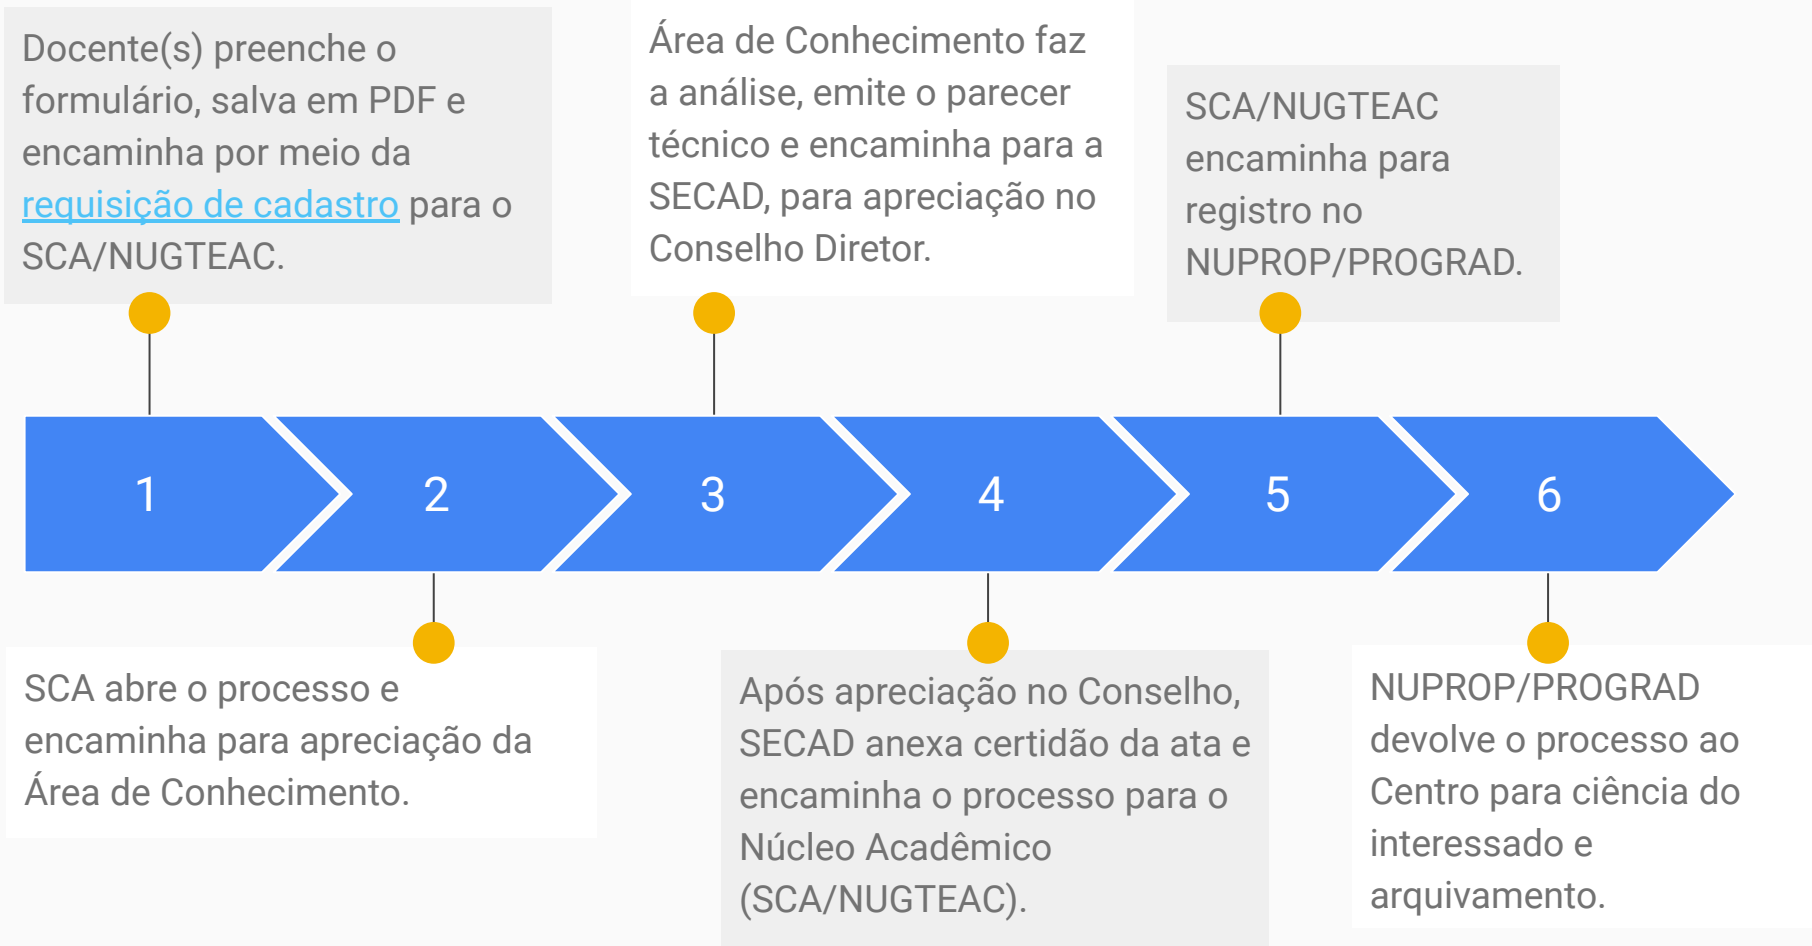 Docente(s) preenche o
formulário, salva em PDF e
encaminha por meio da
requisição de cadastro para o
SCA/NUGTEAC.
Área de Conhecimento faz
a análise, emite o parecer
técnico e encaminha para a
SECAD, para apreciação no
Conselho Diretor.
SCA/NUGTEAC
encaminha para
registro no
NUPROP/PROGRAD.
1
2
3
4
5
6
SCA abre o processo e
encaminha para apreciação da
Área de Conhecimento.
Após apreciação no Conselho,
SECAD anexa certidão da ata e
encaminha o processo para o
Núcleo Acadêmico
(SCA/NUGTEAC).
NUPROP/PROGRAD
devolve o processo ao
Centro para ciência do
interessado e
arquivamento.